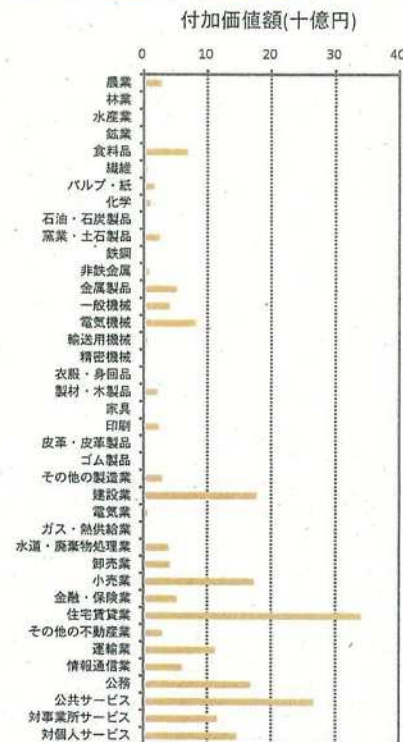 付加価値額(十億円)
0 10 20 30 40
農業
林業
水産業
鉱業
食料品
繊維
パルプ・紙
化学
石油・石炭製品
窯業・土石製品
鉄鋼
非鉄金属
金属製品
一般機械
電気機械
輸送用機械
精密機械
衣服・身回品
製材・木製品
家具
印刷
皮革・皮革製品
ゴム製品
その他の製造業
建設業
電気業
ガス・熱供給業
水道・廃棄物処理業
卸売業
小売業
金融・保険業
住宅賃貸業
その他の不動産業
運輸業
情報通信業
公務
公共サービス
対事業所サービス
対個人サービス